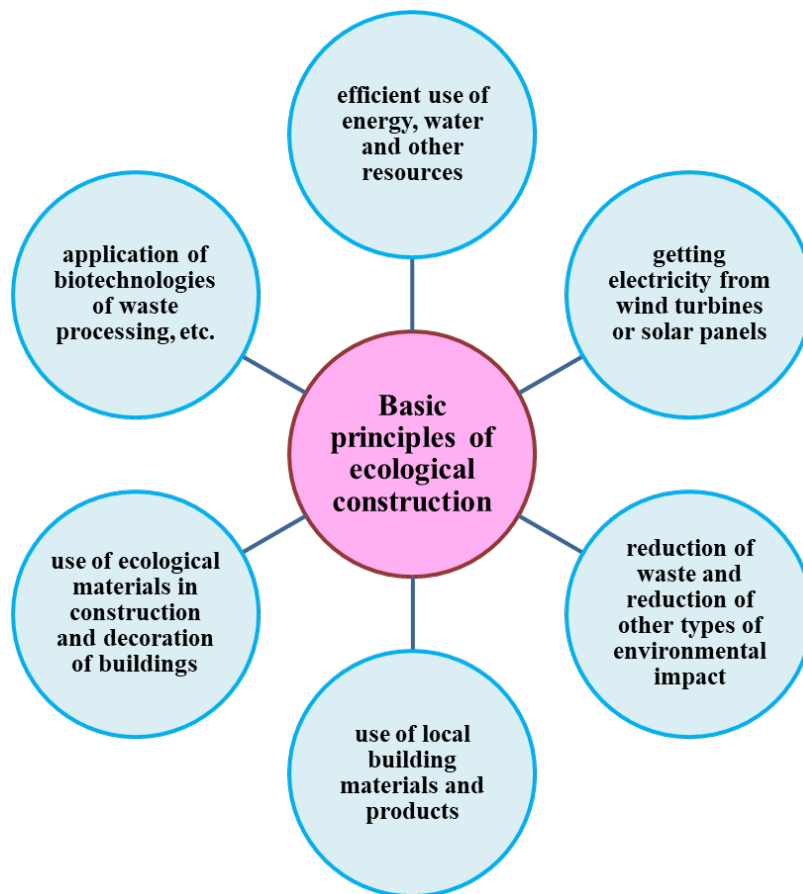 efficient use of
energy, water
and other
resources
getting
electricity from
wind turbines
or solar panels
reduction of
waste and
reduction of
other types of
environmental
impact
use of local
building
materials and
products
use of ecological
materials in
construction
and decoration
of buildings
application of
biotechnologies
of waste
processing, etc.
Basic
principles of
ecological
construction